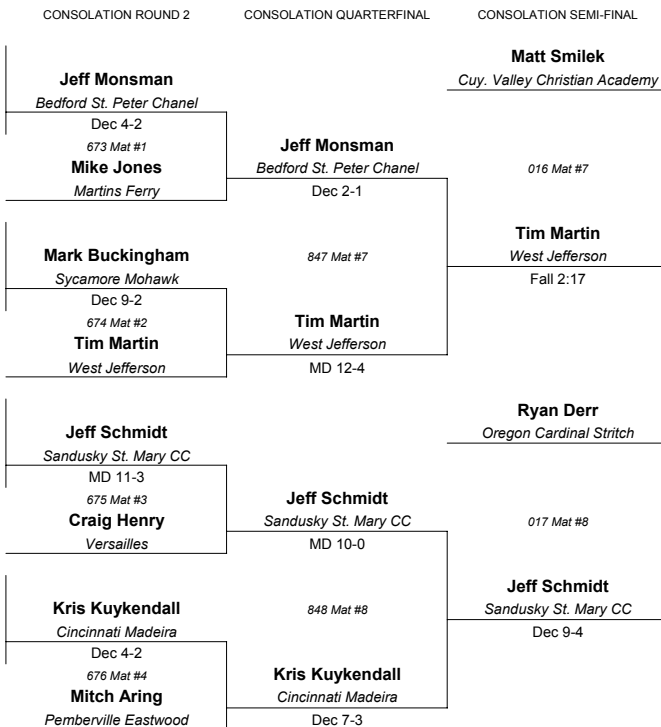 CONSOLATION ROUND 2
CONSOLATION QUARTERFINAL
CONSOLATION SEMI-FINAL
Jeff Monsman
Bedford St. Peter Chanel
Dec 4-2
673 Mat #1
Mike Jones
Martins Ferry
Mark Buckingham
Sycamore Mohawk
Dec 9-2
674 Mat #2
Tim Martin
West Jefferson
Jeff Schmidt
Sandusky St. Mary CC
MD 11-3
675 Mat #3
Craig Henry
Versailles
Kris Kuykendall
Cincinnati Madeira
Dec 4-2
676 Mat #4
Mitch Aring
Pemberville Eastwood
Jeff Monsman
Bedford St. Peter Chanel
Dec 2-1
847 Mat #7
Tim Martin
West Jefferson
MD 12-4
Jeff Schmidt
Sandusky St. Mary CC
MD 10-0
848 Mat #8
Kris Kuykendall
Cincinnati Madeira
Dec 7-3
Matt Smilek
Cuy. Valley Christian Academy
016 Mat #7
Tim Martin
West Jefferson
Fall 2:17
Ryan Derr
Oregon Cardinal Stritch
017 Mat #8
Jeff Schmidt
Sandusky St. Mary CC
Dec 9-4